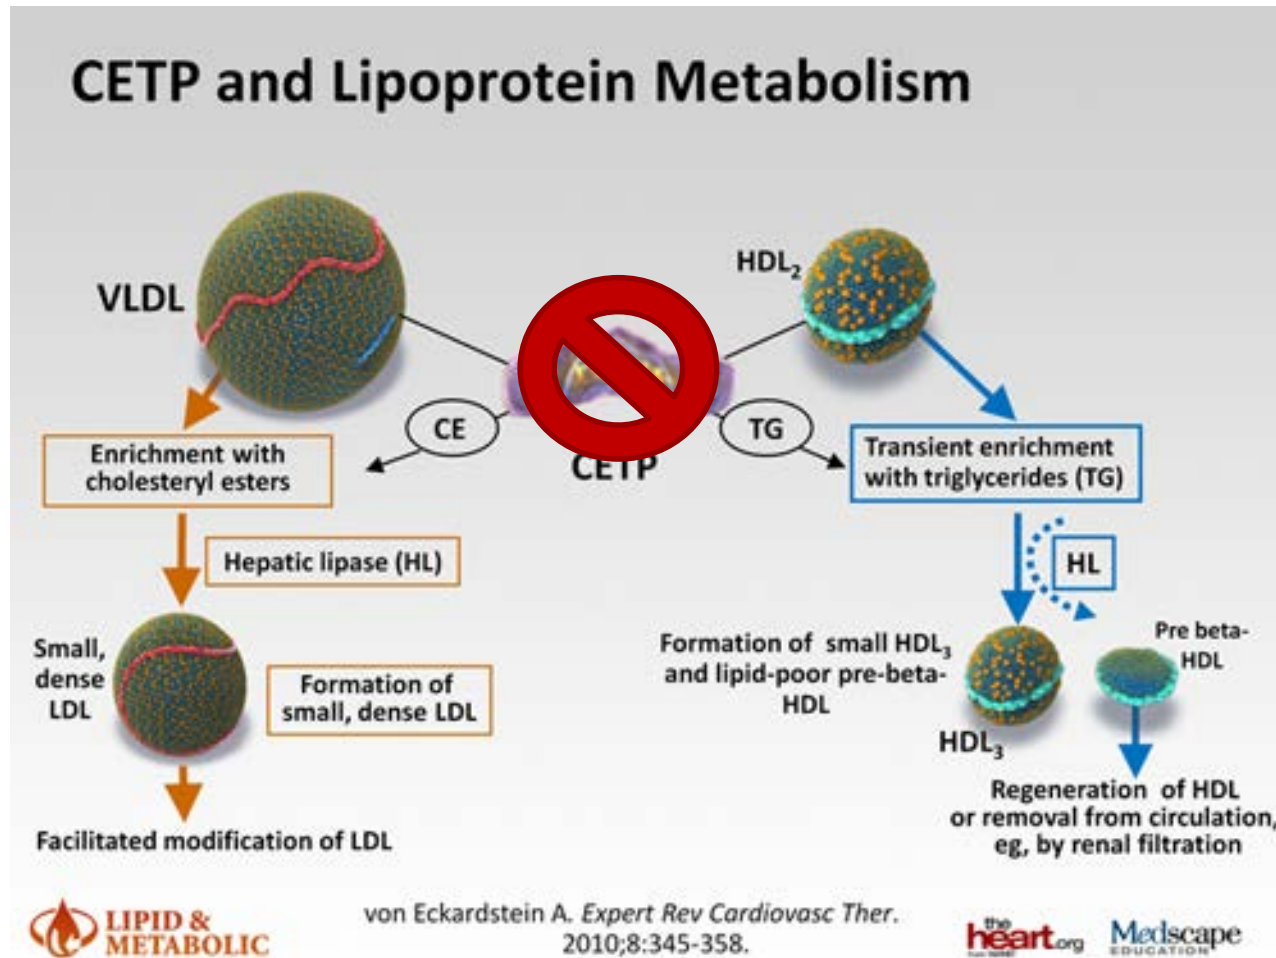 CETP and Lipoprotein Metabolism
VLDL
HDL2
CE
TG
CETP
Enrichment with
cholesteryl esters
Transient enrichment
with triglycerides (TG)
Hepatic lipase (HL)
HL
Small,
dense
LDL
Formation of
small, dense LDL
Formation of small HDL3
and lipid-poor pre-beta-
HDL
HDL3
Pre beta-
HDL
Facilitated modification of LDL
Regeneration of HDL
or removal from circulation,
eg, by renal filtration
LIPID &
METABOLIC
von Eckardstein A. Expert Rev Cardiovasc Ther.
2010;8:345-358.
the
heart.org
Medscape
EDUCATION